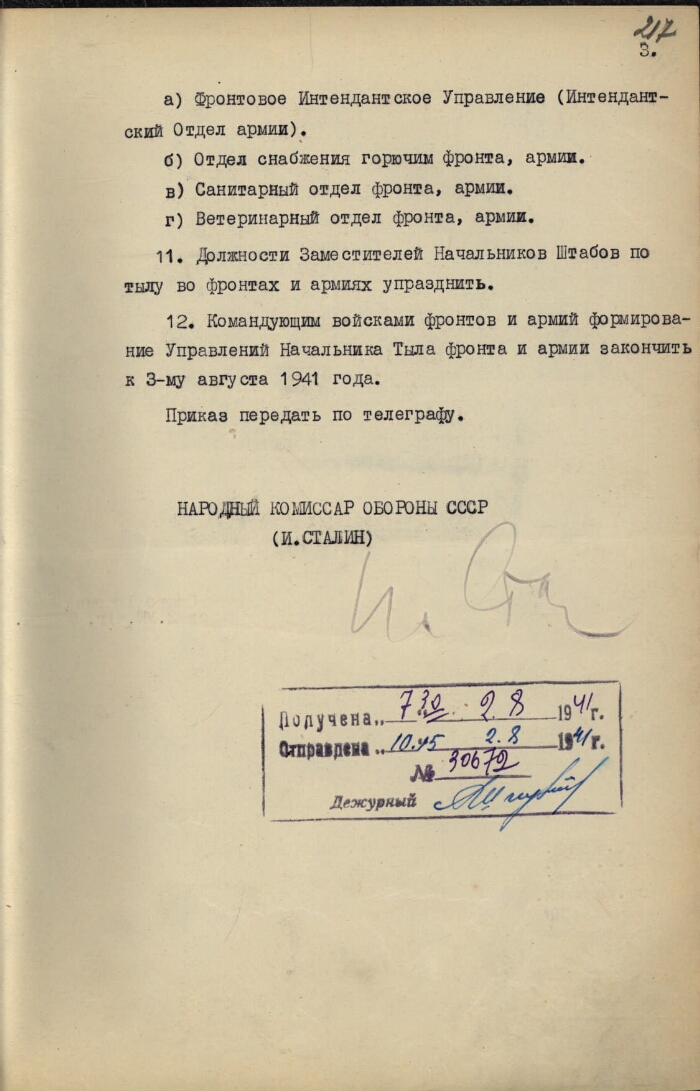 217
3.
а) Фронтовое Интендантское Управление (Интендант-
ский Отдел армии).
б) Отдел снабжения горючим фронта, армии.
в) Санитарный отдел фронта, армии.
г) Ветеринарный отдел фронта, армии.
11. Должности Заместителей Начальников Штабов по
тылу во фронтах и армиях упразднить.
12. Командующим войсками фронтов и армий формирова-
ние Управлений Начальника Тыла фронта и армии закончить
к 3-му августа 1941 года.
Приказ передать по телеграфу.
НАРОДНЫЙ КОМИССАР ОБОРОНЫ СССР
(И.СТАЛИН)
Получена.. 7 30 2.8 1941 г.
Отправлена.. 10.45 2.8 1941 г.
№ 30672
Дежурный